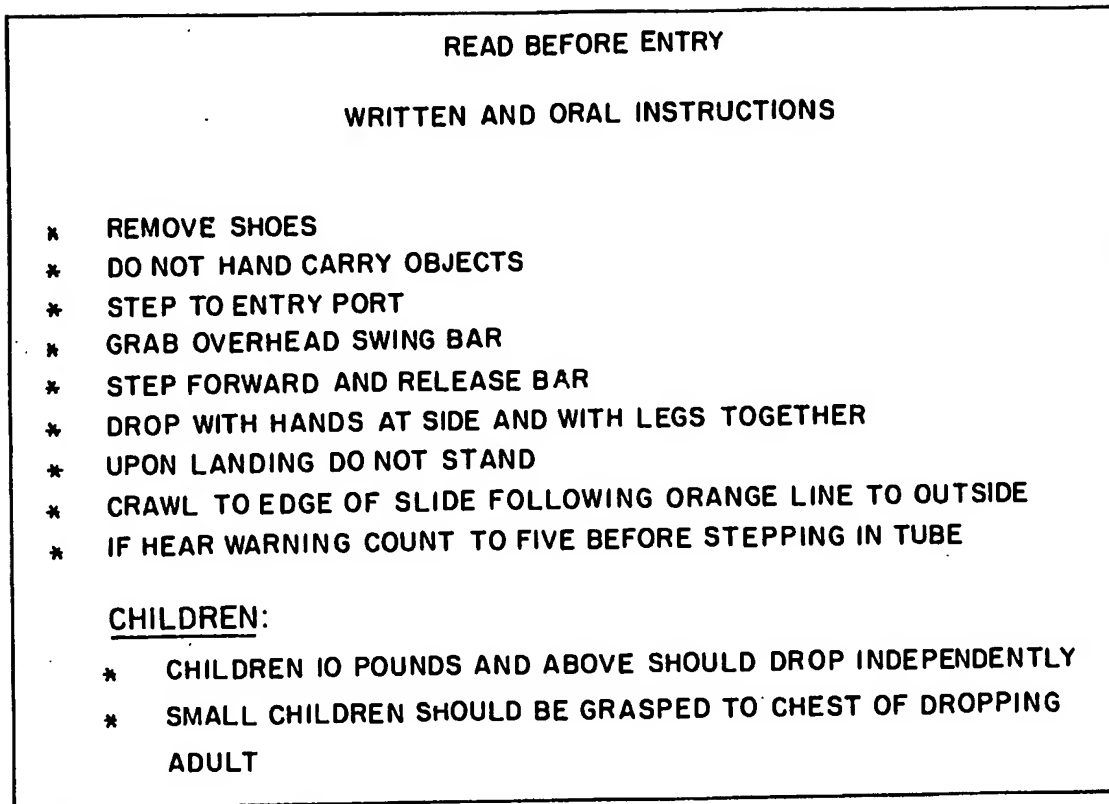 READ BEFORE ENTRY
WRITTEN AND ORAL INSTRUCTIONS
* REMOVE SHOES
* DO NOT HAND CARRY OBJECTS
* STEP TO ENTRY PORT
* GRAB OVERHEAD SWING BAR
* STEP FORWARD AND RELEASE BAR
* DROP WITH HANDS AT SIDE AND WITH LEGS TOGETHER
* UPON LANDING DO NOT STAND
* CRAWL TO EDGE OF SLIDE FOLLOWING ORANGE LINE TO OUTSIDE
* IF HEAR WARNING COUNT TO FIVE BEFORE STEPPING IN TUBE
CHILDREN:
* CHILDREN 10 POUNDS AND ABOVE SHOULD DROP INDEPENDENTLY
* SMALL CHILDREN SHOULD BE GRASPED TO CHEST OF DROPPING
ADULT